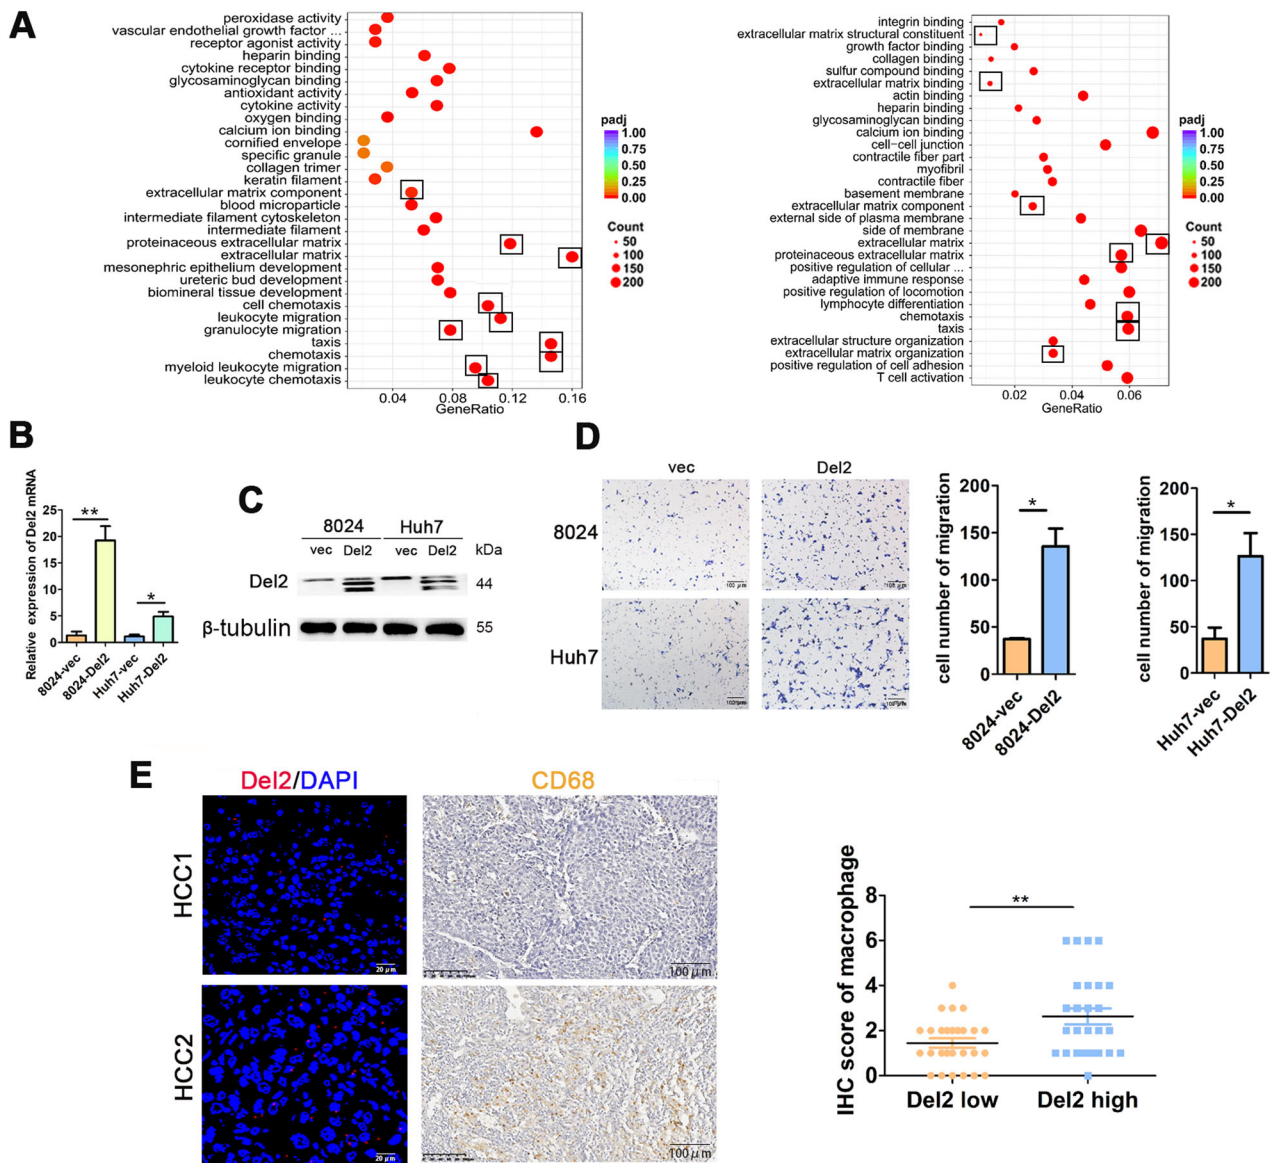 A
peroxidase activity
vascular endothelial growth factor ...
receptor agonist activity
heparin binding
cytokine receptor binding
glycosaminoglycan binding
antioxidant activity
cytokine activity
oxygen binding
calcium ion binding
cornified envelope
specific granule
collagen trimer
keratin filament
extracellular matrix component
blood microparticle
intermediate filament cytoskeleton
intermediate filament
proteinaceous extracellular matrix
extracellular matrix
mesonephric epithelium development
ureteric bud development
biomineral tissue development
cell chemotaxis
leukocyte migration
granulocyte migration
taxis
chemotaxis
myeloid leukocyte migration
leukocyte chemotaxis
0.04 0.08 0.12 0.16
GeneRatio
padj
1.00
0.75
0.50
0.25
0.00
Count
50
100
150
200
integrin binding
extracellular matrix structural constituent
growth factor binding
collagen binding
sulfur compound binding
extracellular matrix binding
actin binding
heparin binding
glycosaminoglycan binding
calcium ion binding
cell−cell junction
contractile fiber part
myofibril
contractile fiber
basement membrane
extracellular matrix component
external side of plasma membrane
side of membrane
extracellular matrix
proteinaceous extracellular matrix
positive regulation of cellular ...
adaptive immune response
positive regulation of locomotion
lymphocyte differentiation
chemotaxis
taxis
extracellular structure organization
extracellular matrix organization
positive regulation of cell adhesion
T cell activation
0.02 0.04 0.06
GeneRatio
padj
1.00
0.75
0.50
0.25
0.00
Count
50
100
150
200
B
Relative expression of Del2 mRNA
25
20
15
10
5
0
**
*
8024-vec
8024-Del2
Huh7-vec
Huh7-Del2
C
8024 Huh7
vec Del2 vec Del2 kDa
Del2 44
β-tubulin 55
D
vec Del2
8024
100 μm
100 μm
Huh7
100 μm
100 μm
cell number of migration
200
150
100
50
0
*
8024-vec
8024-Del2
cell number of migration
200
150
100
50
0
*
Huh7-vec
Huh7-Del2
E
Del2/DAPI CD68
HCC1
20 μm
100 μm
HCC2
20 μm
100 μm
IHC score of macrophage
8
6
4
2
0
**
Del2 low Del2 high